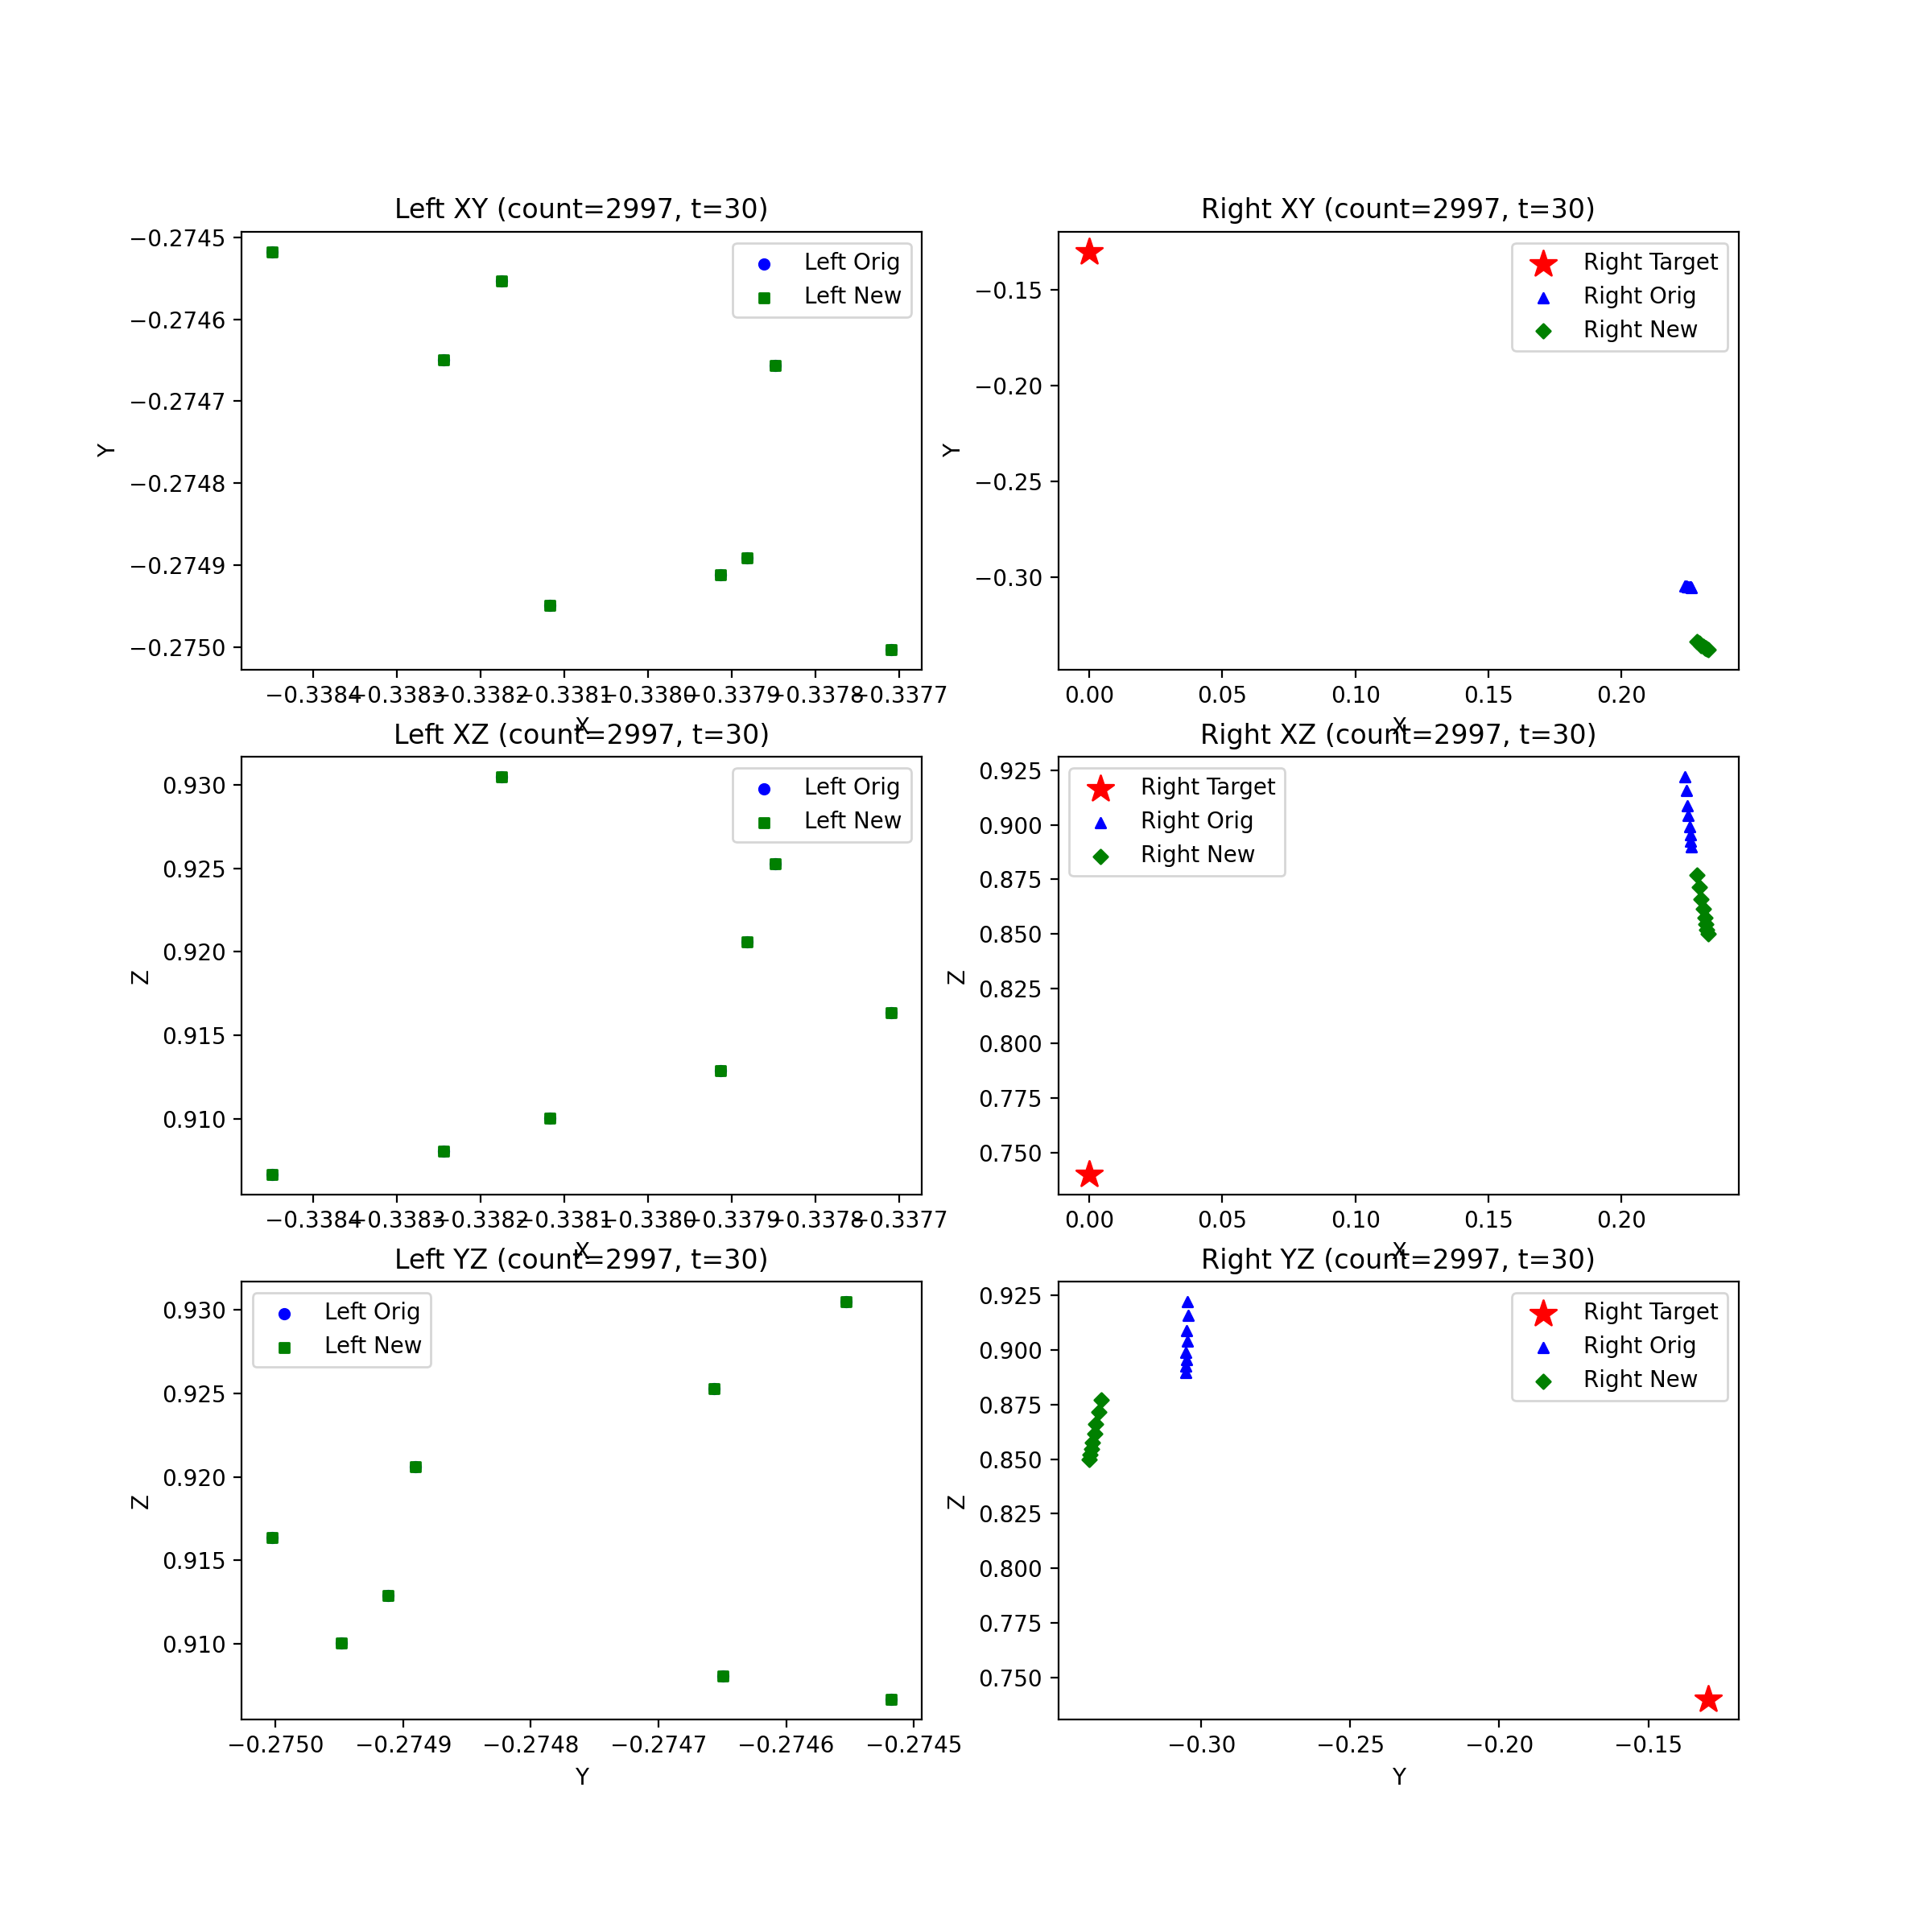 Left XY (count=2997, t=30)
Right XY (count=2997, t=30)
−0.2745
−0.2746
−0.2747
−0.2748
−0.2749
−0.2750
Y
Left Orig
Left New
−0.3384
−0.3383
−0.3382
−0.3381
−0.3380
−0.3379
−0.3378
−0.3377
X
−0.15
−0.20
−0.25
−0.30
Y
Right Target
Right Orig
Right New
0.00
0.05
0.10
0.15
0.20
X
Left XZ (count=2997, t=30)
Right XZ (count=2997, t=30)
0.930
0.925
0.920
0.915
0.910
Z
Left Orig
Left New
−0.3384
−0.3383
−0.3382
−0.3381
−0.3380
−0.3379
−0.3378
−0.3377
X
0.925
0.900
0.875
0.850
0.825
0.800
0.775
0.750
Z
Right Target
Right Orig
Right New
0.00
0.05
0.10
0.15
0.20
X
Left YZ (count=2997, t=30)
Right YZ (count=2997, t=30)
0.930
0.925
0.920
0.915
0.910
Z
Left Orig
Left New
−0.2750
−0.2749
−0.2748
−0.2747
−0.2746
−0.2745
Y
0.925
0.900
0.875
0.850
0.825
0.800
0.775
0.750
Z
Right Target
Right Orig
Right New
−0.30
−0.25
−0.20
−0.15
Y